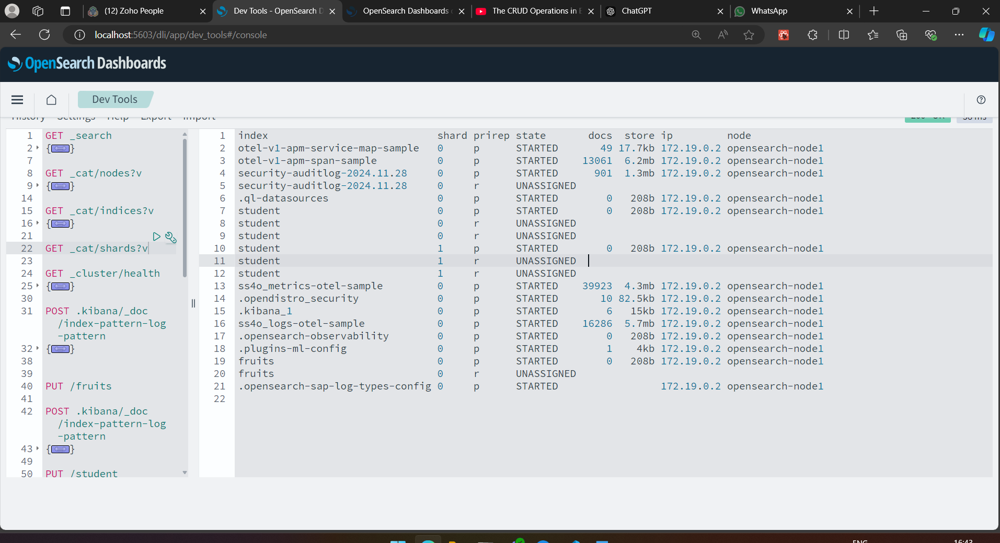 (12) Zoho People
Dev Tools - OpenSearch D
OpenSearch Dashboards
The CRUD Operations in E
ChatGPT
WhatsApp
localhost:5603/dli/app/dev_tools#/console
OpenSearch Dashboards
Dev Tools
History Settings Help Export Import
1 GET _search
2 { }
7
8 GET _cat/nodes?v
9 { }
14
15 GET _cat/indices?v
16 { }
21
22 GET _cat/shards?v
23
24 GET _cluster/health
25 { }
30
31 POST .kibana/_doc
/index-pattern-log
-pattern
32 { }
38
39
40 PUT /fruits
41
42 POST .kibana/_doc
/index-pattern-log
-pattern
43 { }
49
50 PUT /student
1 index shard prirep state docs store ip node
2 otel-v1-apm-service-map-sample 0 p STARTED 49 17.7kb 172.19.0.2 opensearch-node1
3 otel-v1-apm-span-sample 0 p STARTED 13061 6.2mb 172.19.0.2 opensearch-node1
4 security-auditlog-2024.11.28 0 p STARTED 901 1.3mb 172.19.0.2 opensearch-node1
5 security-auditlog-2024.11.28 0 r UNASSIGNED
6 .ql-datasources 0 p STARTED 0 208b 172.19.0.2 opensearch-node1
7 student 0 p STARTED 0 208b 172.19.0.2 opensearch-node1
8 student 0 r UNASSIGNED
9 student 0 r UNASSIGNED
10 student 1 p STARTED 0 208b 172.19.0.2 opensearch-node1
11 student 1 r UNASSIGNED
12 student 1 r UNASSIGNED
13 ss4o_metrics-otel-sample 0 p STARTED 39923 4.3mb 172.19.0.2 opensearch-node1
14 .opendistro_security 0 p STARTED 10 82.5kb 172.19.0.2 opensearch-node1
15 .kibana_1 0 p STARTED 6 15kb 172.19.0.2 opensearch-node1
16 ss4o_logs-otel-sample 0 p STARTED 16286 5.7mb 172.19.0.2 opensearch-node1
17 .opensearch-observability 0 p STARTED 0 208b 172.19.0.2 opensearch-node1
18 .plugins-ml-config 0 p STARTED 1 4kb 172.19.0.2 opensearch-node1
19 fruits 0 p STARTED 0 208b 172.19.0.2 opensearch-node1
20 fruits 0 r UNASSIGNED
21 .opensearch-sap-log-types-config 0 p STARTED 172.19.0.2 opensearch-node1
22
ENG
16:43